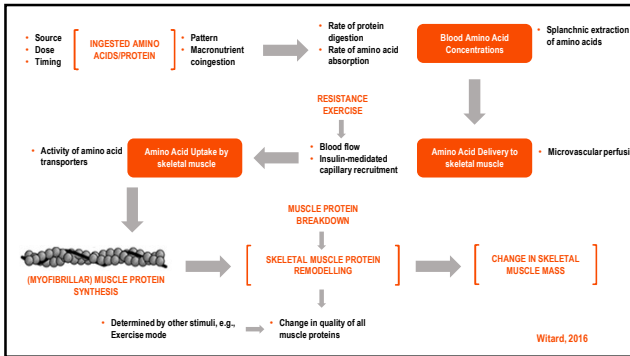 • Source
• Dose
• Timing
INGESTED AMINO
ACIDS/PROTEIN
• Pattern
• Macronutrient
coingestion
• Rate of protein
digestion
• Rate of amino acid
absorption
Blood Amino Acid
Concentrations
• Splanchnic extraction
of amino acids
RESISTANCE
EXERCISE
• Activity of amino acid
transporters
Amino Acid Uptake by
skeletal muscle
• Blood flow
• Insulin-medidated
capillary recruitment
Amino Acid Delivery to
skeletal muscle
• Microvascular perfusi
MUSCLE PROTEIN
BREAKDOWN
(MYOFIBRILLAR) MUSCLE PROTEIN
SYNTHESIS
SKELETAL MUSCLE PROTEIN
REMODELLING
CHANGE IN SKELETAL
MUSCLE MASS
• Determined by other stimuli, e.g.,
Exercise mode
• Change in quality of all
muscle proteins
Witard, 2016